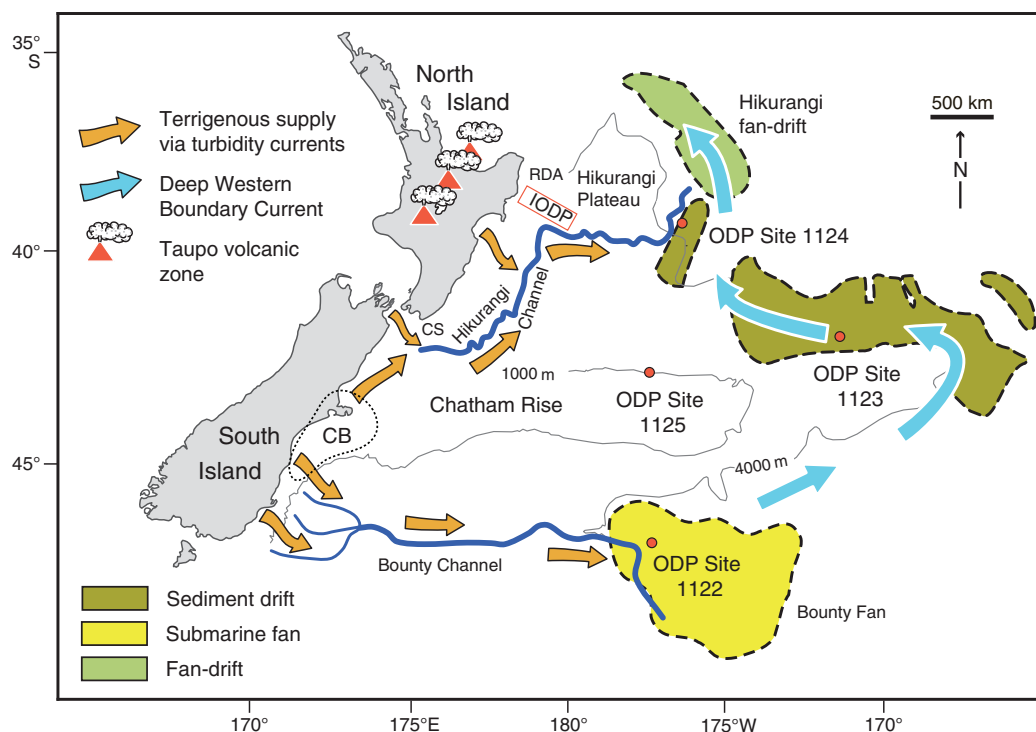 35°
S
40°
45°
170°
175°E
180°
175°W
170°
North
Island
Terrigenous supply
via turbidity currents
Deep Western
Boundary Current
Taupo volcanic
zone
Hikurangi
fan-drift
500 km
N
RDA
Hikurangi
Plateau
IODP
ODP Site 1124
CS
Hikurangi
Channel
1000 m
Chatham Rise
ODP Site
1125
ODP Site
1123
South
Island
CB
4000 m
Bounty Channel
ODP Site
1122
Bounty Fan
Sediment drift
Submarine fan
Fan-drift